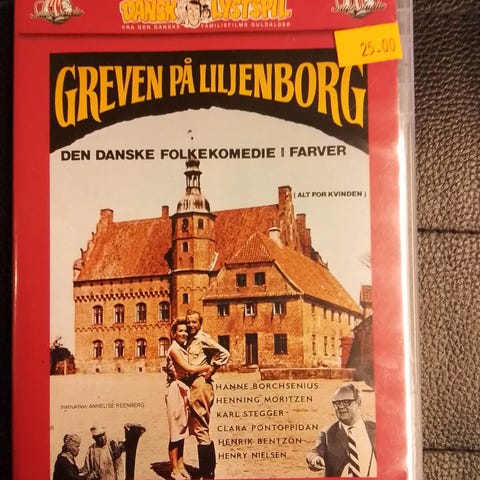 DANSK LYSTSPIL
FRA DEN DANSKE FAMILIEFILMS GULDALDER
25.00
GREVEN PÅ LILJENBORG
DEN DANSKE FOLKEKOMEDIE I FARVER
( ALT FOR KVINDEN )
HANNE BORCHSENIUS
HENNING MORITZEN
KARL STEGGER
CLARA PONTOPPIDAN
HENRIK BENTZON
HENRY NIELSEN
Instruktion: ANNELISE REENBERG